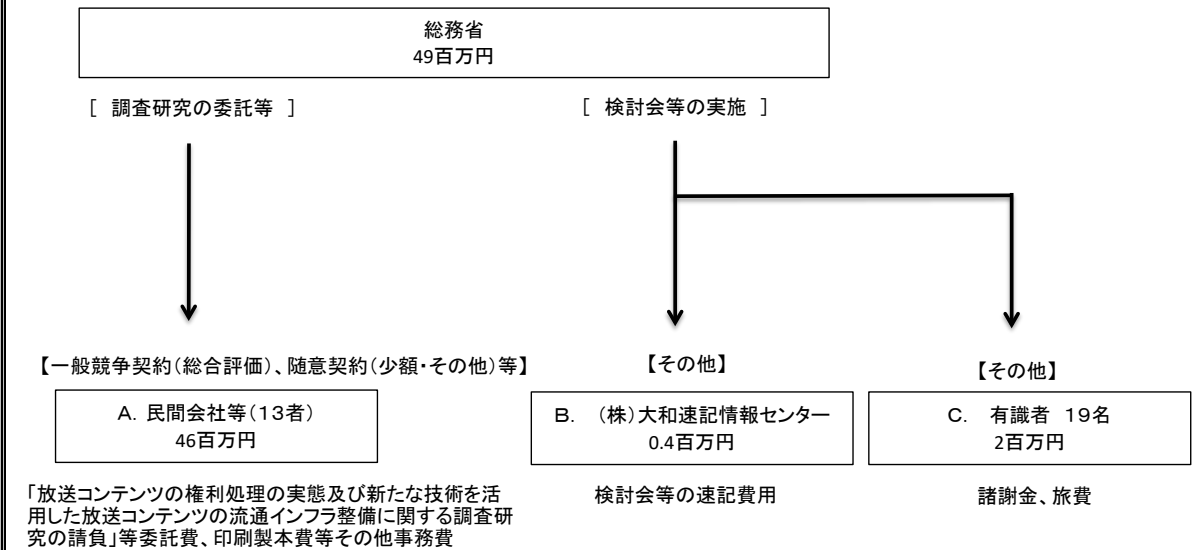 総務省
49百万円
[ 調査研究の委託等 ]
[ 検討会等の実施 ]
【一般競争契約(総合評価)、随意契約(少額・その他)等】
A. 民間会社等(13者)
46百万円
「放送コンテンツの権利処理の実態及び新たな技術を活
用した放送コンテンツの流通インフラ整備に関する調査研
究の請負」等委託費、印刷製本費等その他事務費
【その他】
B. (株)大和速記情報センター
0.4百万円
検討会等の速記費用
【その他】
C. 有識者 19名
2百万円
諸謝金、旅費